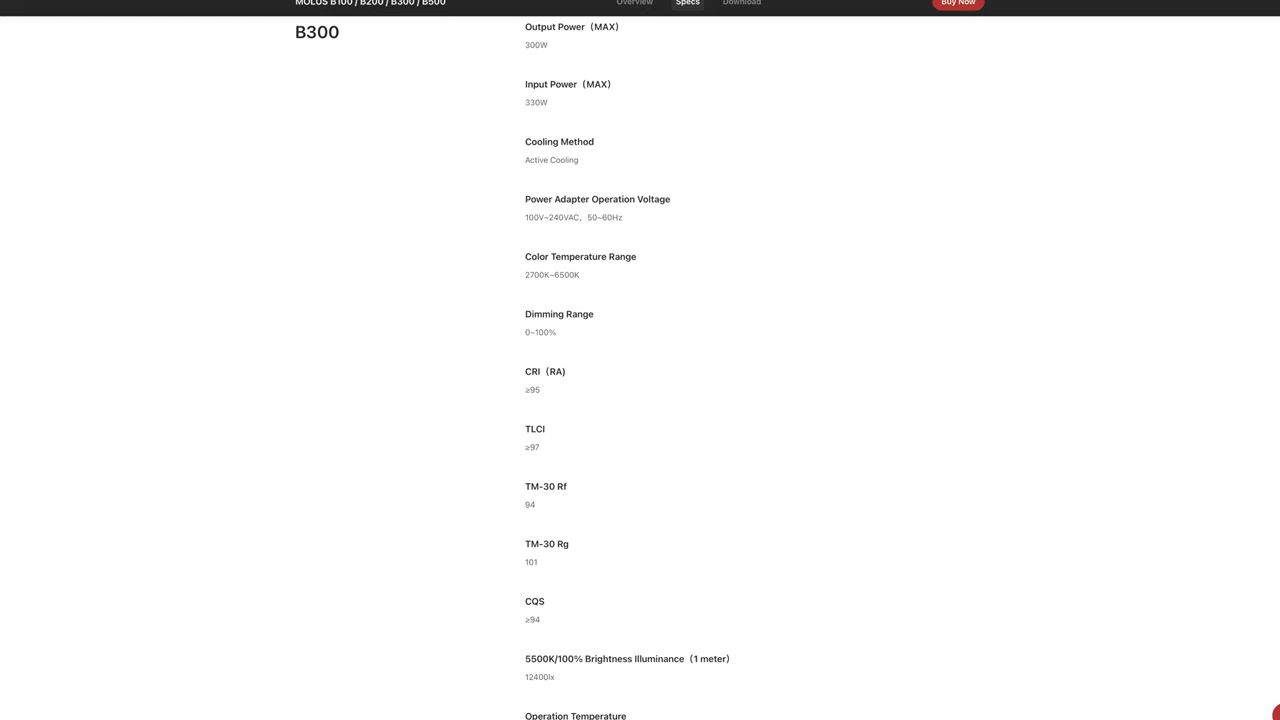 MOLUS B100 / B200 / B300 / B500
Overview
Specs
Download
Buy Now
B300
Output Power（MAX）
300W
Input Power（MAX）
330W
Cooling Method
Active Cooling
Power Adapter Operation Voltage
100V~240VAC，50~60Hz
Color Temperature Range
2700K~6500K
Dimming Range
0~100%
CRI（RA）
≥95
TLCI
≥97
TM-30 Rf
94
TM-30 Rg
101
CQS
≥94
5500K/100% Brightness Illuminance（1 meter）
12400lx
Operation Temperature